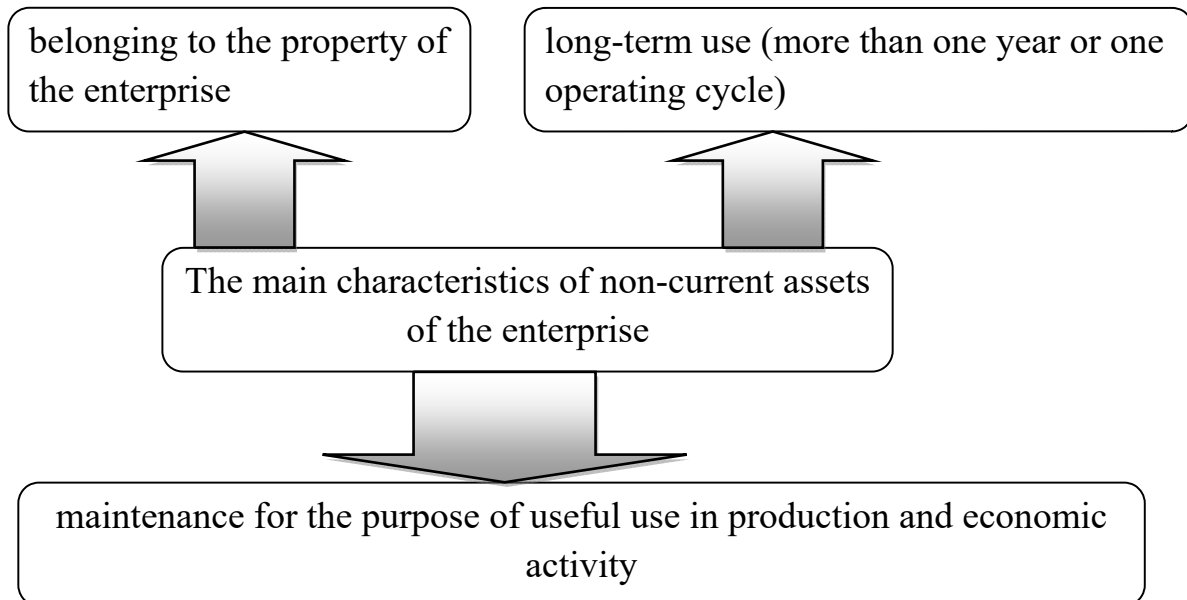 belonging to the property of
the enterprise
long-term use (more than one year or one
operating cycle)
The main characteristics of non-current assets
of the enterprise
maintenance for the purpose of useful use in production and economic
activity